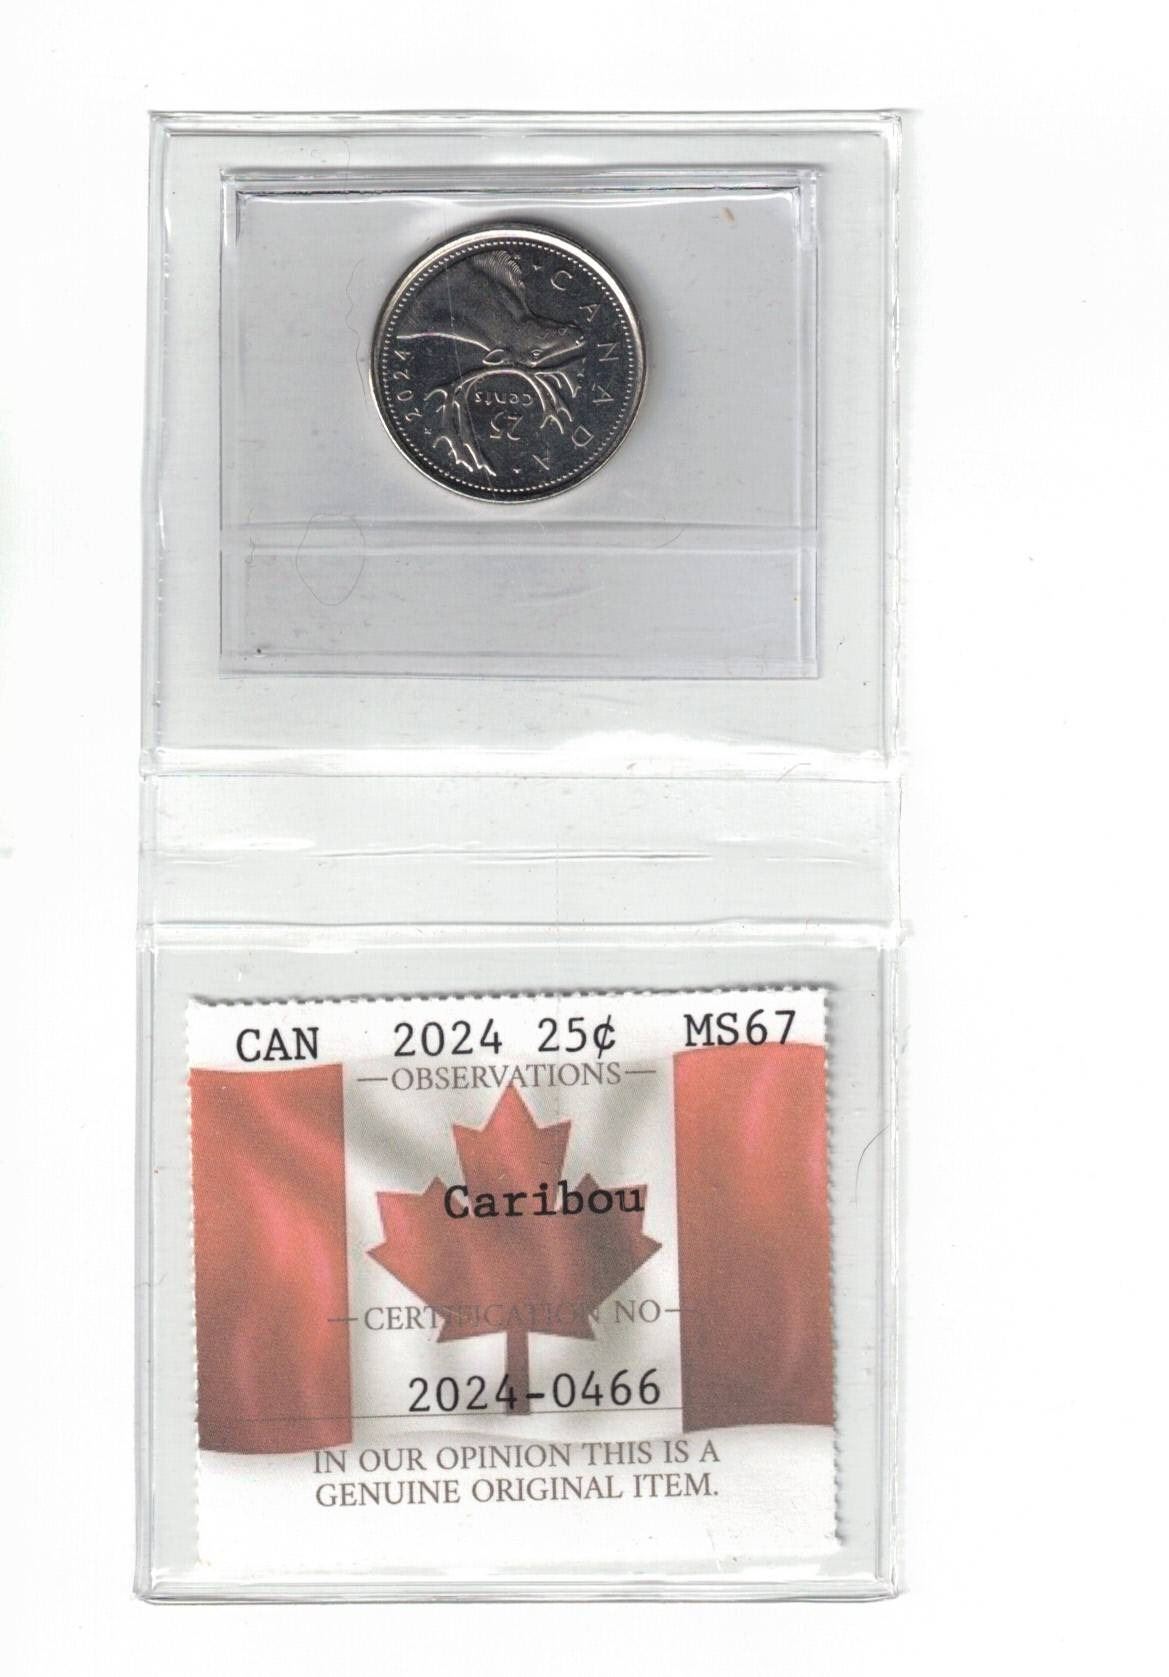 CANADA
2024
25
cents
CAN 2024 25¢ MS67
OBSERVATIONS
Caribou
CERTIFICATION NO
2024-0466
IN OUR OPINION THIS IS A
GENUINE ORIGINAL ITEM.